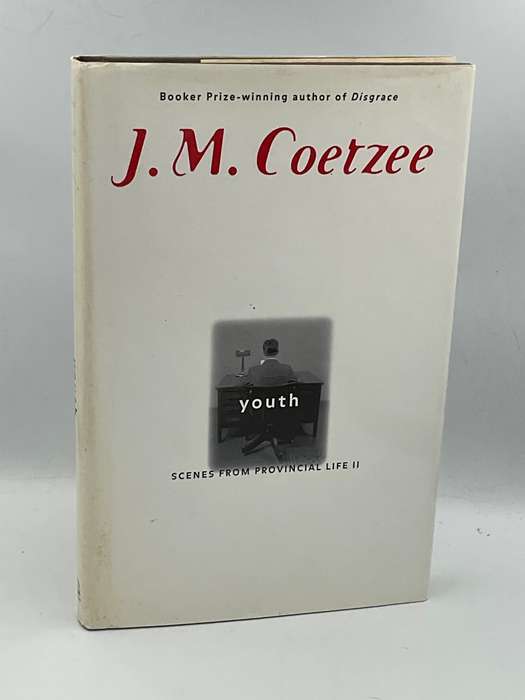 Booker Prize-winning author of Disgrace
J. M. Coetzee
youth
SCENES FROM PROVINCIAL LIFE II